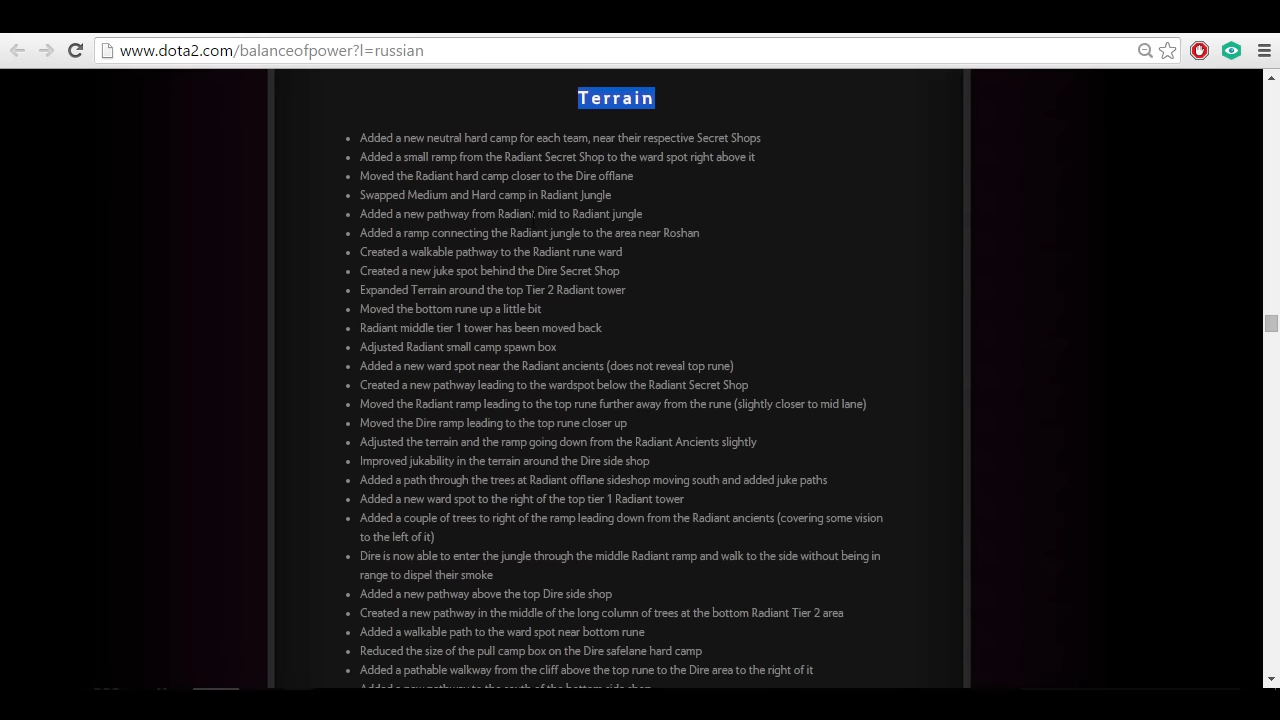 www.dota2.com/balanceofpower?l=russian
Terrain
Added a new neutral hard camp for each team, near their respective Secret Shops
Added a small ramp from the Radiant Secret Shop to the ward spot right above it
Moved the Radiant hard camp closer to the Dire offlane
Swapped Medium and Hard camp in Radiant Jungle
Added a new pathway from Radiant mid to Radiant jungle
Added a ramp connecting the Radiant jungle to the area near Roshan
Created a walkable pathway to the Radiant rune ward
Created a new juke spot behind the Dire Secret Shop
Expanded Terrain around the top Tier 2 Radiant tower
Moved the bottom rune up a little bit
Radiant middle tier 1 tower has been moved back
Adjusted Radiant small camp spawn box
Added a new ward spot near the Radiant ancients (does not reveal top rune)
Created a new pathway leading to the wardspot below the Radiant Secret Shop
Moved the Radiant ramp leading to the top rune further away from the rune (slightly closer to mid lane)
Moved the Dire ramp leading to the top rune closer up
Adjusted the terrain and the ramp going down from the Radiant Ancients slightly
Improved jukability in the terrain around the Dire side shop
Added a path through the trees at Radiant offlane sideshop moving south and added juke paths
Added a new ward spot to the right of the top tier 1 Radiant tower
Added a couple of trees to right of the ramp leading down from the Radiant ancients (covering some vision
to the left of it)
Dire is now able to enter the jungle through the middle Radiant ramp and walk to the side without being in
range to dispel their smoke
Added a new pathway above the top Dire side shop
Created a new pathway in the middle of the long column of trees at the bottom Radiant Tier 2 area
Added a walkable path to the ward spot near bottom rune
Reduced the size of the pull camp box on the Dire safelane hard camp
Added a pathable walkway from the cliff above the top rune to the Dire area to the right of it
Added a new pathway to the south of the bottom side shop